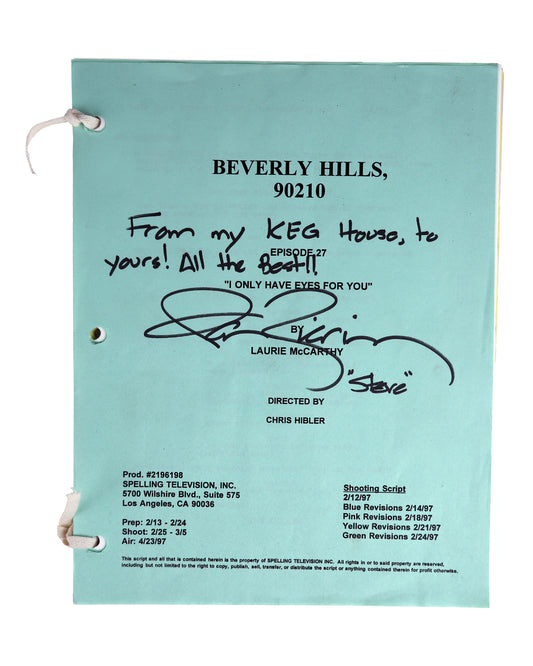 BEVERLY HILLS,
90210
From my KEG House, to
yours! All the Best!!
EPISODE 27
"I ONLY HAVE EYES FOR YOU"
BY
LAURIE McCARTHY
"Steve"
DIRECTED BY
CHRIS HIBLER
Prod. #2196198
SPELLING TELEVISION, INC.
5700 Wilshire Blvd., Suite 575
Los Angeles, CA 90036
Prep: 2/13 - 2/24
Shoot: 2/25 - 3/5
Air: 4/23/97
Shooting Script
2/12/97
Blue Revisions 2/14/97
Pink Revisions 2/18/97
Yellow Revisions 2/21/97
Green Revisions 2/24/97
This script and all that is contained herein is the property of SPELLING TELEVISION INC. All rights in or to said property are reserved,
including but not limited to the right to copy, publish, sell, transfer, or distribute the script or anything contained therein for profit otherwise.